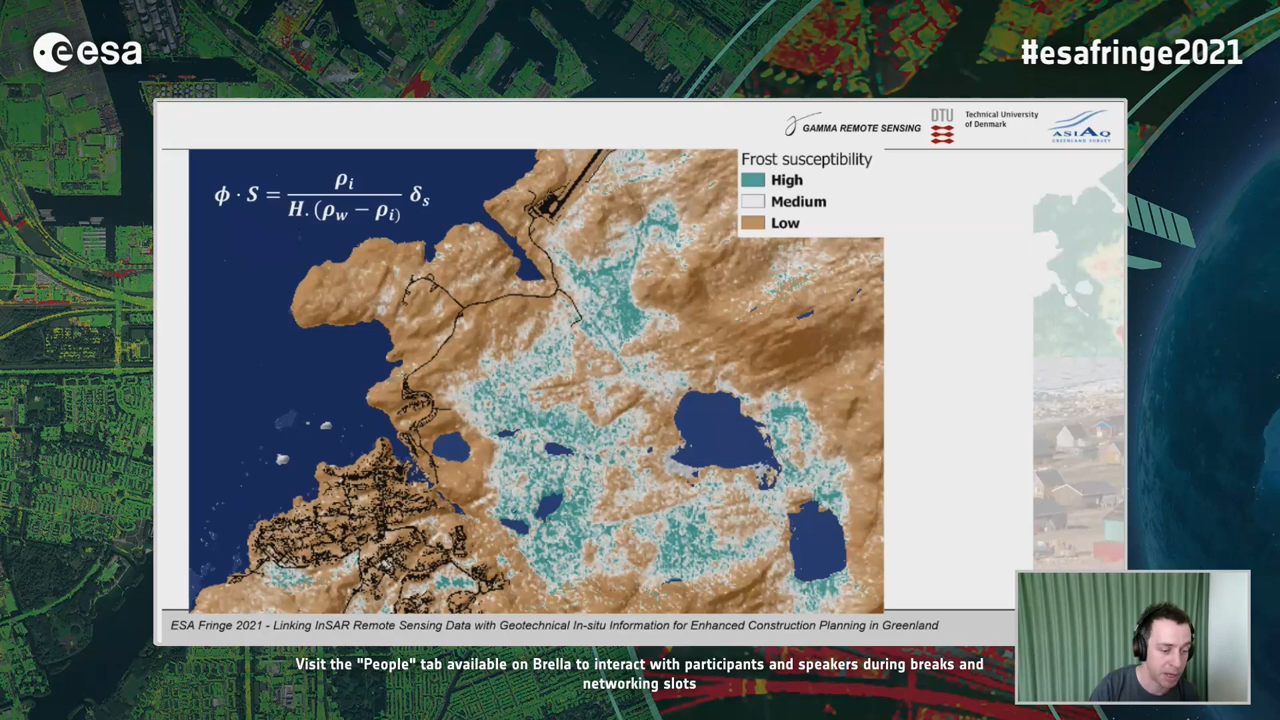 esa
#esafringe2021
GAMMA REMOTE SENSING
DTU
Technical University
of Denmark
ASIAQ
GREENLAND SURVEY
Frost susceptibility
High
Medium
Low
ϕ · S = ρi / H. (ρw − ρi) δs
ESA Fringe 2021 - Linking InSAR Remote Sensing Data with Geotechnical In-situ Information for Enhanced Construction Planning in Greenland
Visit the "People" tab available on Brella to interact with participants and speakers during breaks and
networking slots